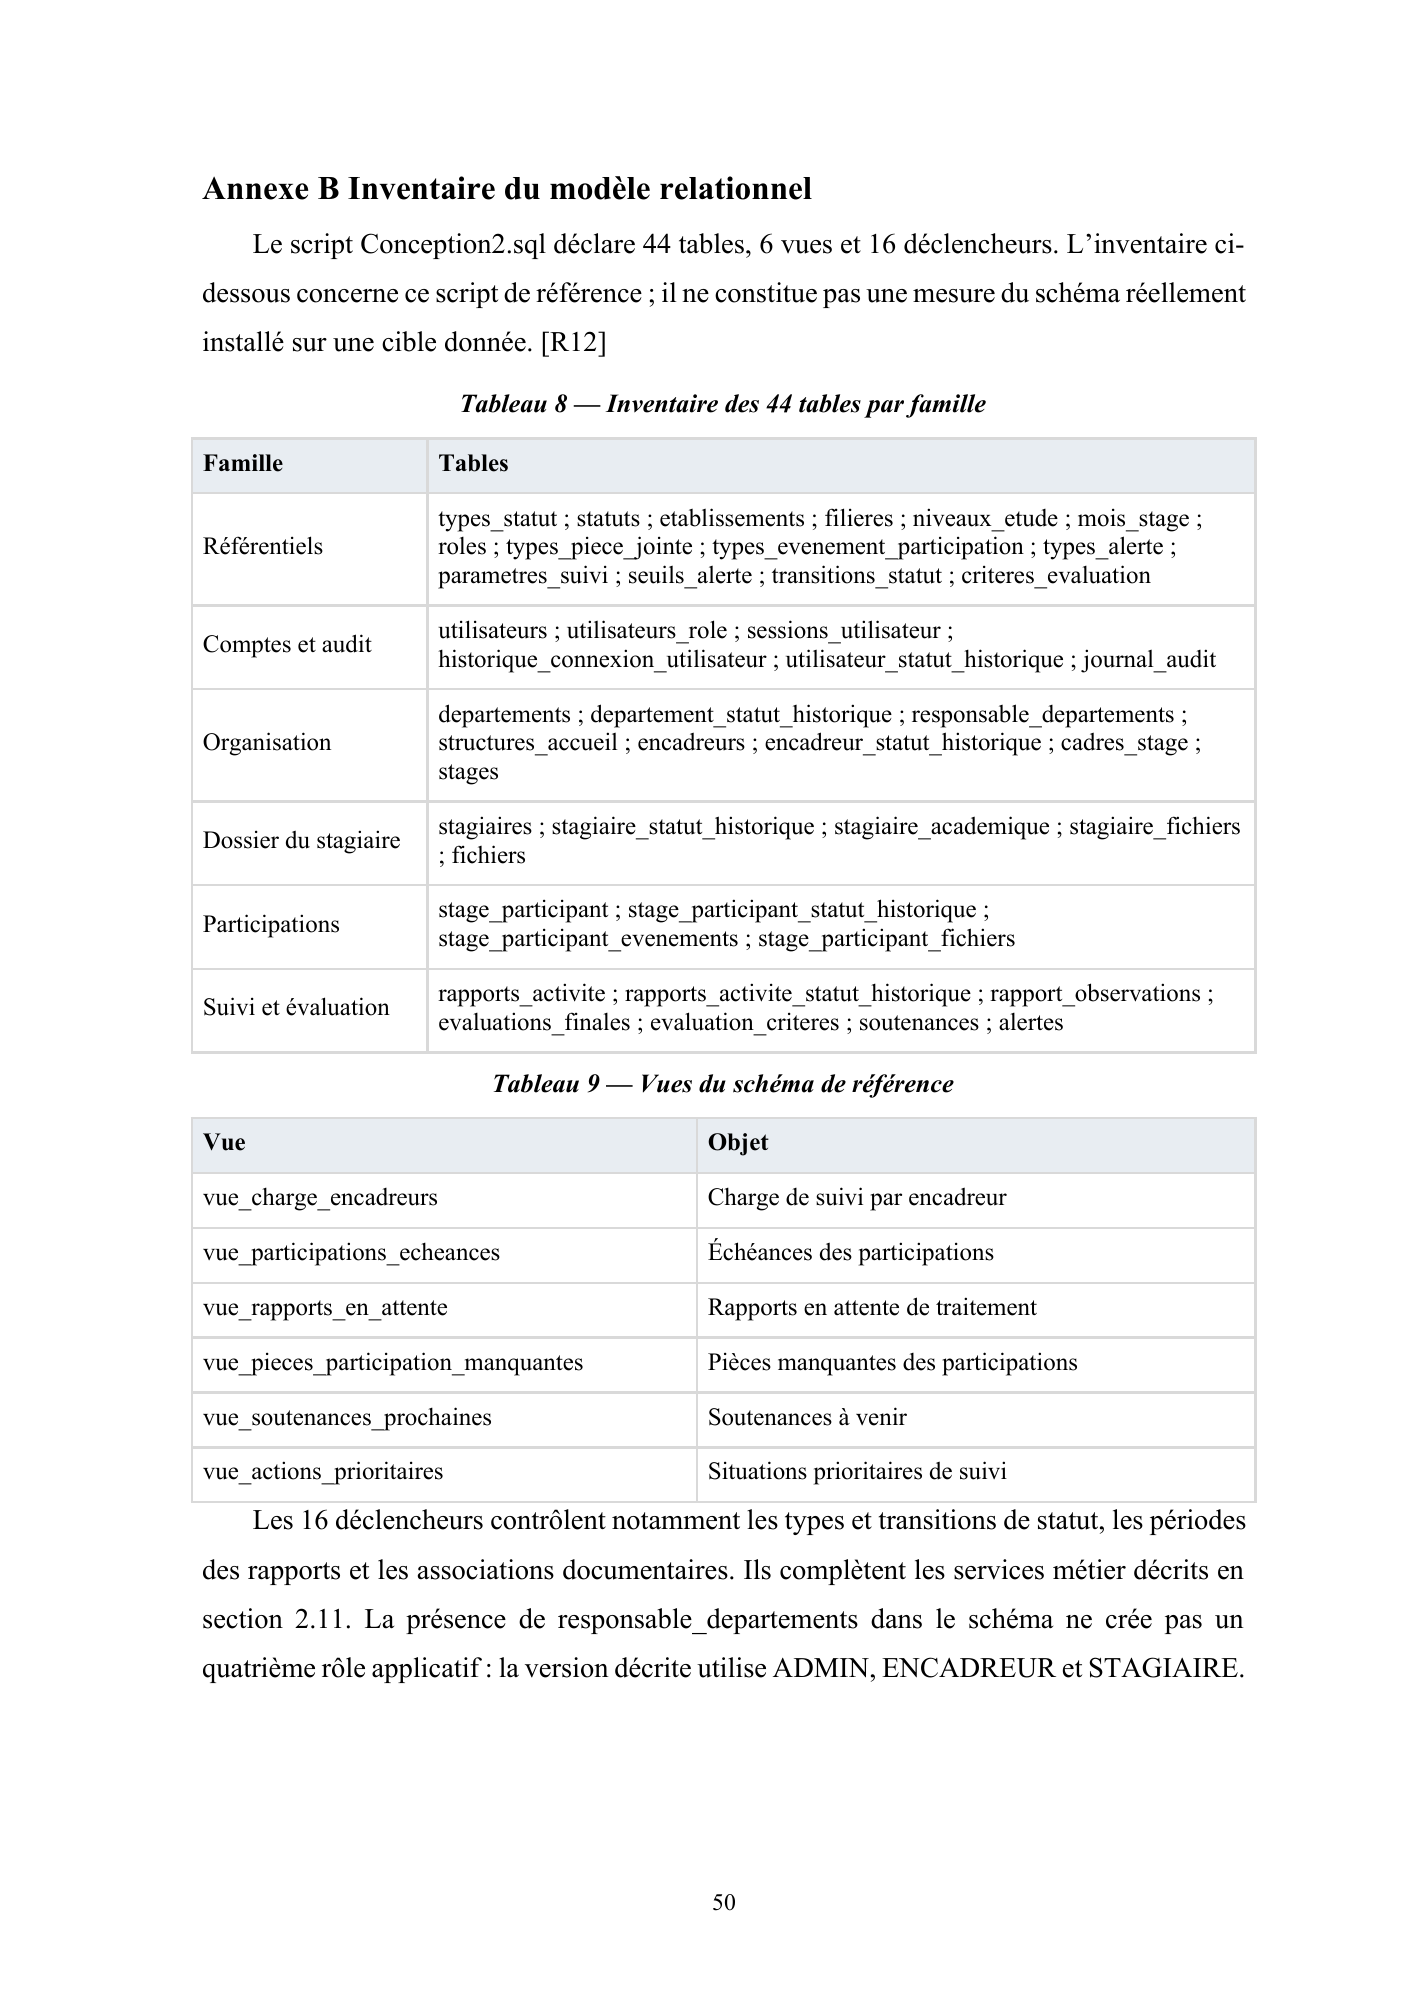 Annexe B Inventaire du modèle relationnel
Le script Conception2.sql déclare 44 tables, 6 vues et 16 déclencheurs. L’inventaire ci-
dessous concerne ce script de référence ; il ne constitue pas une mesure du schéma réellement
installé sur une cible donnée. [R12]
Tableau 8 — Inventaire des 44 tables par famille
Famille
Tables
Référentiels
types_statut ; statuts ; etablissements ; filieres ; niveaux_etude ; mois_stage ;
roles ; types_piece_jointe ; types_evenement_participation ; types_alerte ;
parametres_suivi ; seuils_alerte ; transitions_statut ; criteres_evaluation
Comptes et audit
utilisateurs ; utilisateurs_role ; sessions_utilisateur ;
historique_connexion_utilisateur ; utilisateur_statut_historique ; journal_audit
Organisation
departements ; departement_statut_historique ; responsable_departements ;
structures_accueil ; encadreurs ; encadreur_statut_historique ; cadres_stage ;
stages
Dossier du stagiaire
stagiaires ; stagiaire_statut_historique ; stagiaire_academique ; stagiaire_fichiers
; fichiers
Participations
stage_participant ; stage_participant_statut_historique ;
stage_participant_evenements ; stage_participant_fichiers
Suivi et évaluation
rapports_activite ; rapports_activite_statut_historique ; rapport_observations ;
evaluations_finales ; evaluation_criteres ; soutenances ; alertes
Tableau 9 — Vues du schéma de référence
Vue
Objet
vue_charge_encadreurs
Charge de suivi par encadreur
vue_participations_echeances
Échéances des participations
vue_rapports_en_attente
Rapports en attente de traitement
vue_pieces_participation_manquantes
Pièces manquantes des participations
vue_soutenances_prochaines
Soutenances à venir
vue_actions_prioritaires
Situations prioritaires de suivi
Les 16 déclencheurs contrôlent notamment les types et transitions de statut, les périodes
des rapports et les associations documentaires. Ils complètent les services métier décrits en
section 2.11. La présence de responsable_departements dans le schéma ne crée pas un
quatrième rôle applicatif : la version décrite utilise ADMIN, ENCADREUR et STAGIAIRE.
50